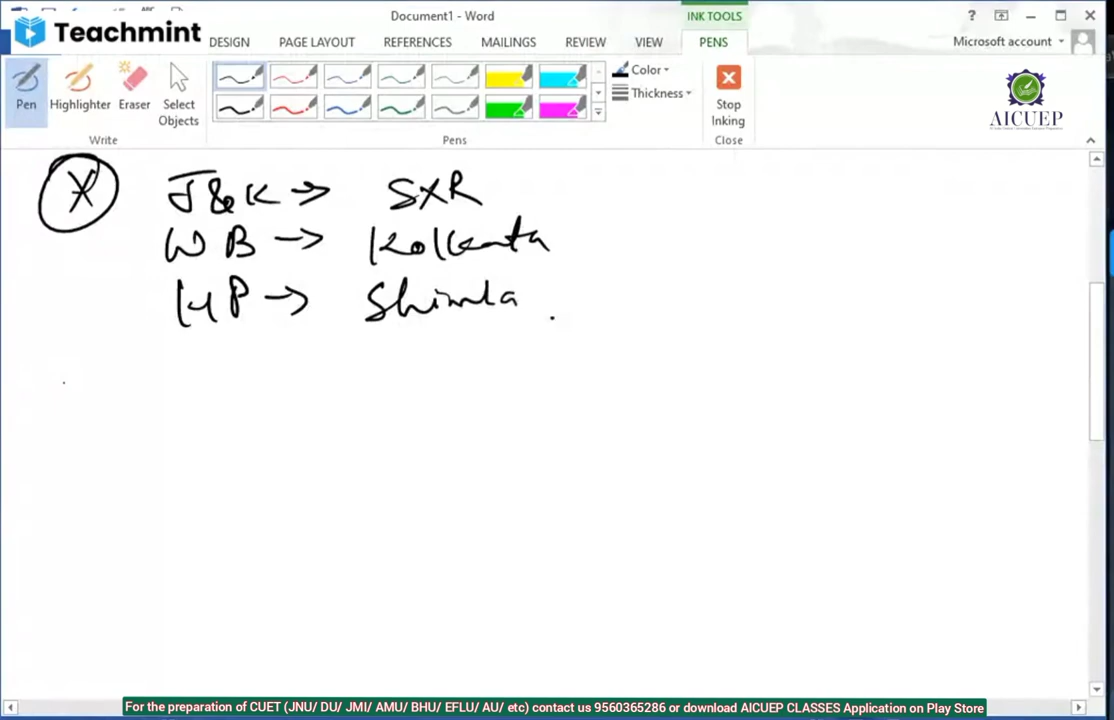 Document1 - Word
INK TOOLS
Teachmint
DESIGN PAGE LAYOUT REFERENCES MAILINGS REVIEW VIEW PENS
Microsoft account
Pen Highlighter Eraser Select Objects
Color
Thickness
Stop Inking
Write Pens Close
AICUEP
J&K → SXR
WB → Kolkata
HP → Shimla
For the preparation of CUET (JNU/ DU/ JMI/ AMU/ BHU/ EFLU/ AU/ etc) contact us 9560365286 or download AICUEP CLASSES Application on Play Store